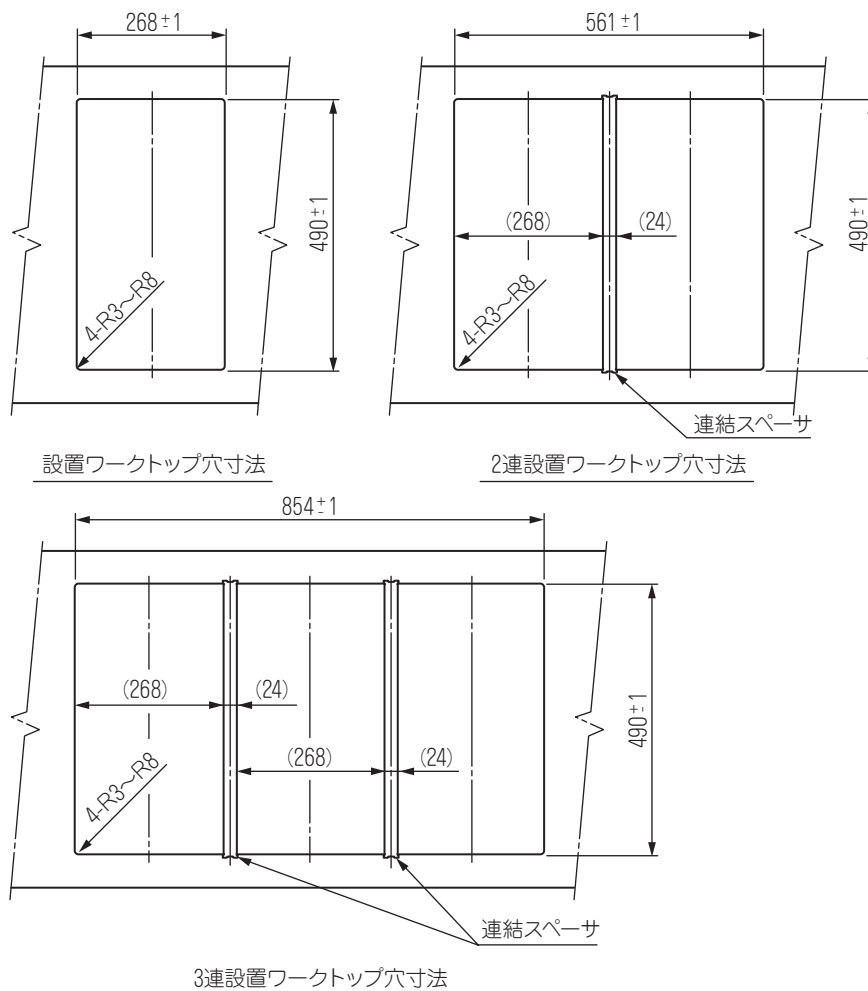 268±1
490±1
4-R3～R8
設置ワークトップ穴寸法
561±1
490±1
(268)
(24)
4-R3～R8
連結スペーサ
2連設置ワークトップ穴寸法
854±1
490±1
(268)
(24)
(268)
(24)
4-R3～R8
連結スペーサ
3連設置ワークトップ穴寸法